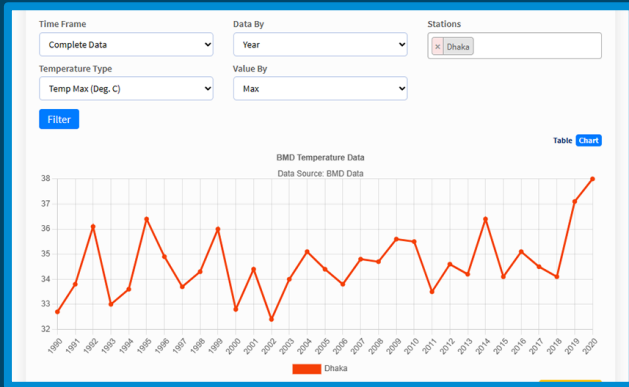 Time Frame
Data By
Stations
Complete Data
Year
× Dhaka
Temperature Type
Value By
Temp Max (Deg. C)
Max
Filter
Table Chart
BMD Temperature Data
Data Source: BMD Data
38
37
36
35
34
33
32
1990 1991 1992 1993 1994 1995 1996 1997 1998 1999 2000 2001 2002 2003 2004 2005 2006 2007 2008 2009 2010 2011 2012 2013 2014 2015 2016 2017 2018 2019 2020
Dhaka